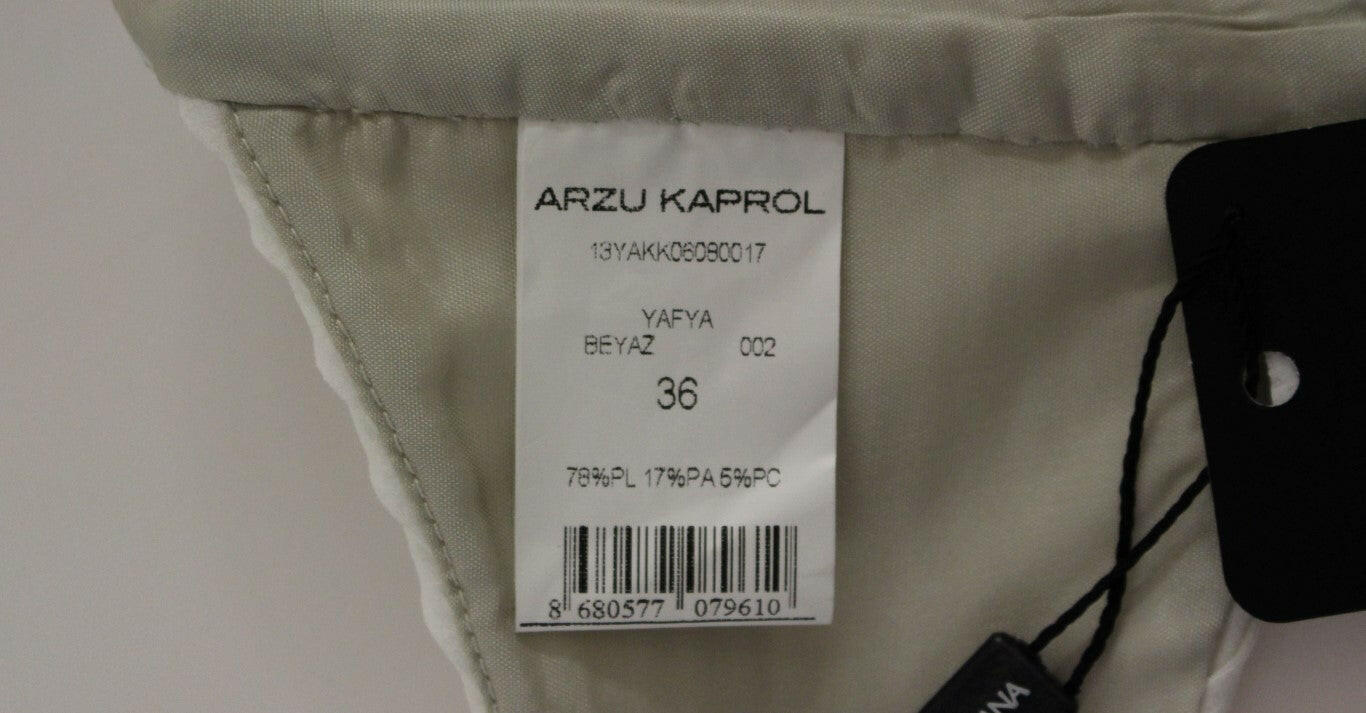 ARZU KAPROL
13YAKK06080017
YAFYA
BEYAZ 002
36
78%PL 17%PA 5%PC
8 680577 079610